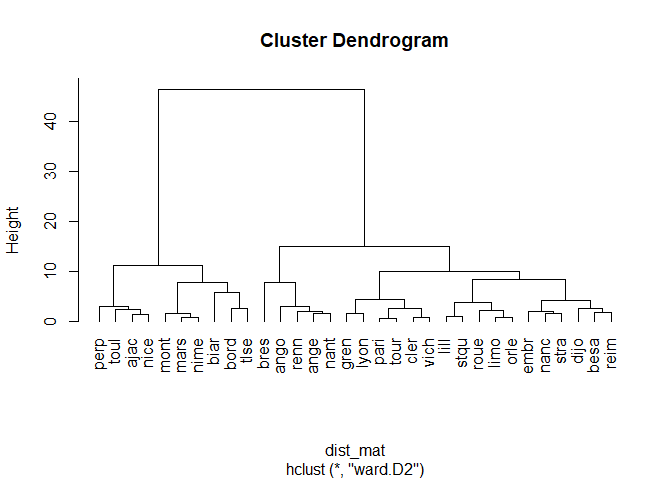 Cluster Dendrogram
Height
40
30
20
10
0
perp
toul
ajac
nice
mont
mars
nime
biar
bord
tlse
bres
ango
renn
ange
nant
gren
lyon
pari
tour
cler
vich
lill
stqu
roue
limo
orle
embr
nanc
stra
dijo
besa
reim
dist_mat
hclust (*, "ward.D2")